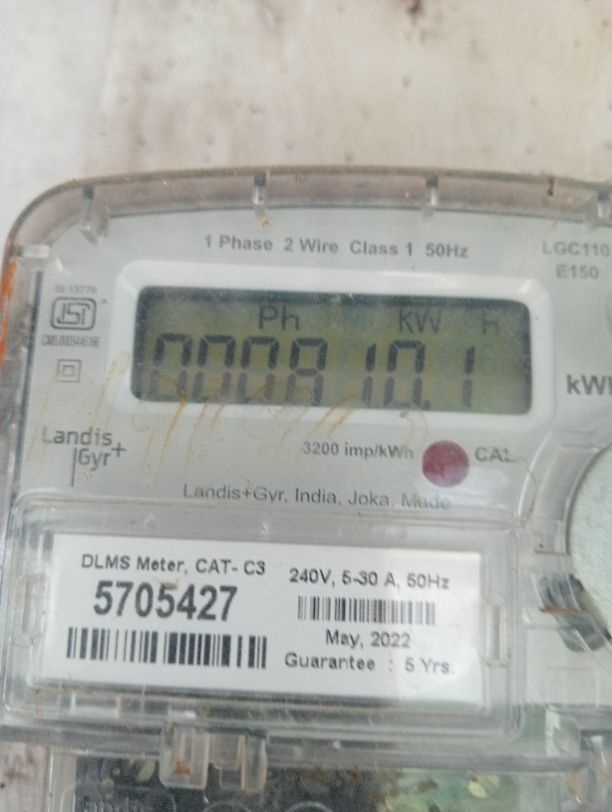 1 Phase 2 Wire Class 1 50Hz
LGC110
E150
IS:13779
Ph kW h
000810.1
kWh
Landis
Gyr+
3200 imp/kWh
CAL
Landis+Gyr, India, Joka, Made
DLMS Meter, CAT- C3
5705427
240V, 5-30 A, 50Hz
May, 2022
Guarantee : 5 Yrs.